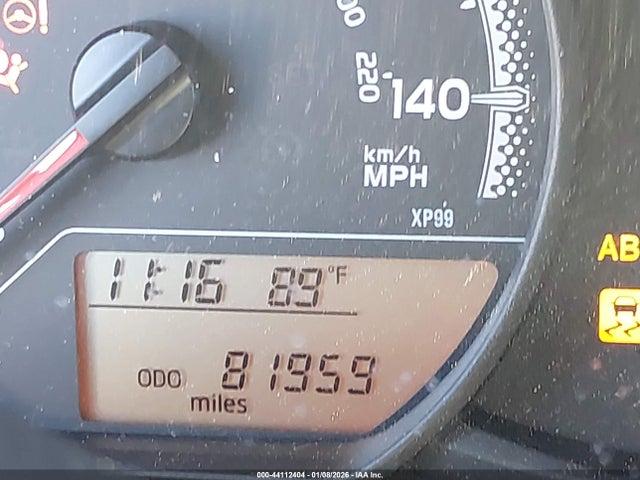 220
140
km/h
MPH
XP99
11:16 89°F
ODO 81959
miles
AB
000-44112404 | 01/08/2026 - IAA Inc.